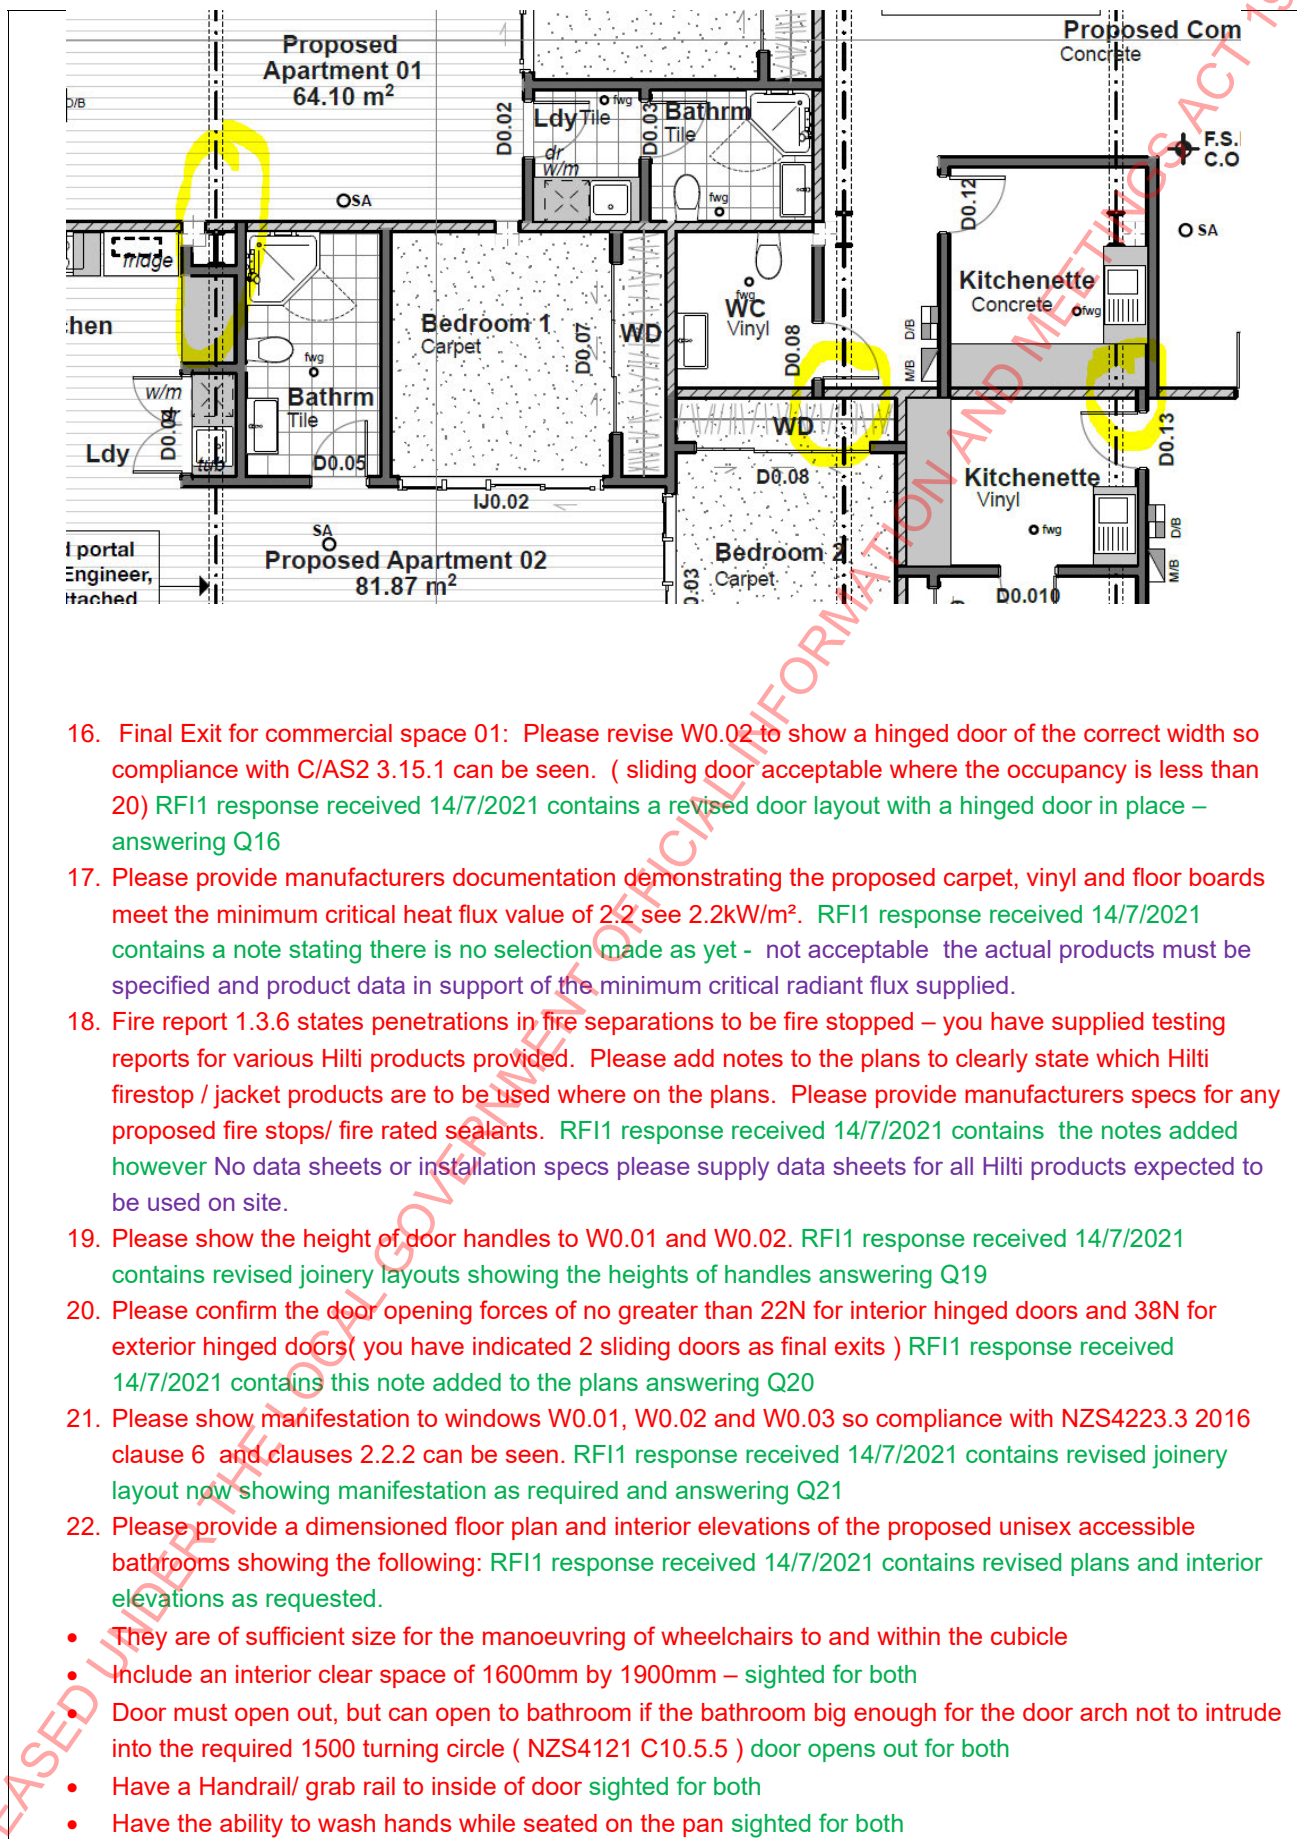 Proposed
Apartment 01
64.10 m²
Proposed Com
Concrete
D/B
D0.02
Ldy
Tile
fwg
D0.03
Bathrm
Tile
dr
w/m
fwg
F.S.
C.O
SA
D0.12
SA
fridge
Kitchenette
Concrete
fwg
hen
Bedroom 1
Carpet
D0.07
WD
fwg
WC
Vinyl
D0.08
D/B
M/B
fwg
w/m
dr
Bathrm
Tile
Ldy
D0.04
tub
D0.05
WD
D0.13
D0.08
Kitchenette
Vinyl
IJ0.02
SA
fwg
D/B
M/B
portal
Engineer,
ttached
Proposed Apartment 02
81.87 m²
Bedroom 2
Carpet
0.03
D0.010
16. Final Exit for commercial space 01: Please revise W0.02 to show a hinged door of the correct width so
compliance with C/AS2 3.15.1 can be seen. ( sliding door acceptable where the occupancy is less than
20) RFI1 response received 14/7/2021 contains a revised door layout with a hinged door in place –
answering Q16
17. Please provide manufacturers documentation demonstrating the proposed carpet, vinyl and floor boards
meet the minimum critical heat flux value of 2.2 see 2.2kW/m². RFI1 response received 14/7/2021
contains a note stating there is no selection made as yet - not acceptable the actual products must be
specified and product data in support of the minimum critical radiant flux supplied.
18. Fire report 1.3.6 states penetrations in fire separations to be fire stopped – you have supplied testing
reports for various Hilti products provided. Please add notes to the plans to clearly state which Hilti
firestop / jacket products are to be used where on the plans. Please provide manufacturers specs for any
proposed fire stops/ fire rated sealants. RFI1 response received 14/7/2021 contains the notes added
however No data sheets or installation specs please supply data sheets for all Hilti products expected to
be used on site.
19. Please show the height of door handles to W0.01 and W0.02. RFI1 response received 14/7/2021
contains revised joinery layouts showing the heights of handles answering Q19
20. Please confirm the door opening forces of no greater than 22N for interior hinged doors and 38N for
exterior hinged doors( you have indicated 2 sliding doors as final exits ) RFI1 response received
14/7/2021 contains this note added to the plans answering Q20
21. Please show manifestation to windows W0.01, W0.02 and W0.03 so compliance with NZS4223.3 2016
clause 6 and clauses 2.2.2 can be seen. RFI1 response received 14/7/2021 contains revised joinery
layout now showing manifestation as required and answering Q21
22. Please provide a dimensioned floor plan and interior elevations of the proposed unisex accessible
bathrooms showing the following: RFI1 response received 14/7/2021 contains revised plans and interior
elevations as requested.
• They are of sufficient size for the manoeuvring of wheelchairs to and within the cubicle
• Include an interior clear space of 1600mm by 1900mm – sighted for both
• Door must open out, but can open to bathroom if the bathroom big enough for the door arch not to intrude
into the required 1500 turning circle ( NZS4121 C10.5.5 ) door opens out for both
• Have a Handrail/ grab rail to inside of door sighted for both
• Have the ability to wash hands while seated on the pan sighted for both
EASED UNDER THE LOCAL GOVERNMENT OFFICIAL INFORMATION AND MEETINGS ACT 19